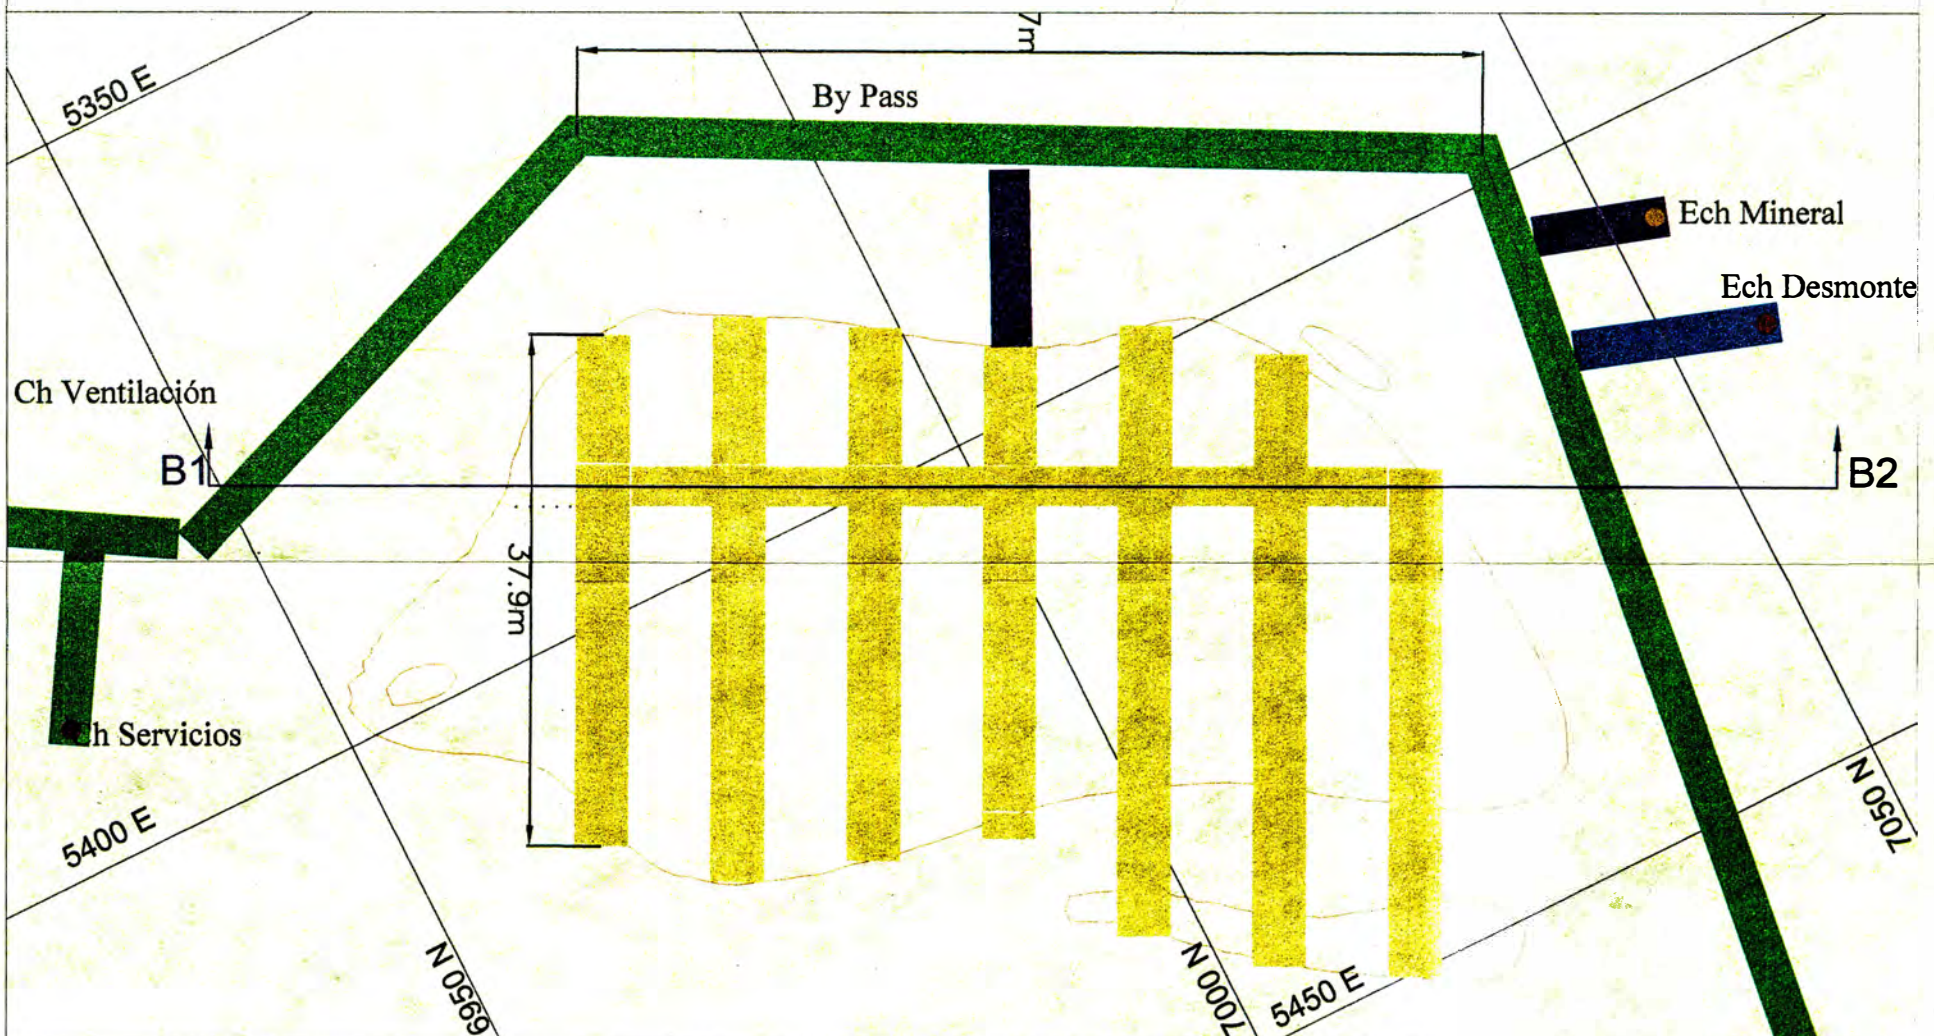 7m
5350 E
By Pass
Ech Mineral
Ech Desmonte
Ch Ventilación
B1
B2
37.9m
Ch Servicios
5400 E
7050 N
6950 N
7000 N
5450 E